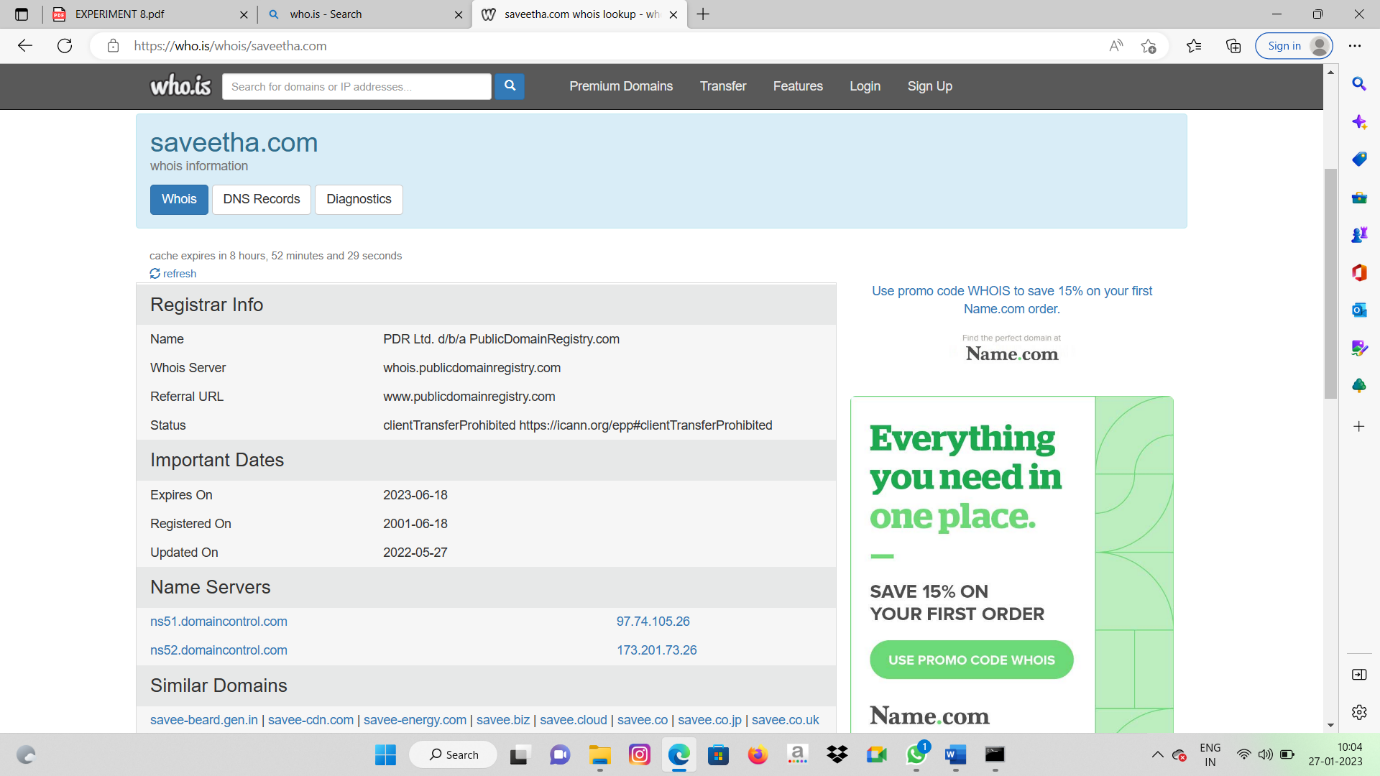 EXPERIMENT 8.pdf
who.is - Search
saveetha.com whois lookup - wh
https://who.is/whois/saveetha.com
Sign in
who.is
Search for domains or IP addresses...
Premium Domains Transfer Features Login Sign Up
saveetha.com
whois information
Whois DNS Records Diagnostics
cache expires in 8 hours, 52 minutes and 29 seconds
refresh
Registrar Info
Name PDR Ltd. d/b/a PublicDomainRegistry.com
Whois Server whois.publicdomainregistry.com
Referral URL www.publicdomainregistry.com
Status clientTransferProhibited https://icann.org/epp#clientTransferProhibited
Important Dates
Expires On 2023-06-18
Registered On 2001-06-18
Updated On 2022-05-27
Name Servers
ns51.domaincontrol.com 97.74.105.26
ns52.domaincontrol.com 173.201.73.26
Similar Domains
savee-beard.gen.in | savee-cdn.com | savee-energy.com | savee.biz | savee.cloud | savee.co | savee.co.jp | savee.co.uk
Use promo code WHOIS to save 15% on your first
Name.com order.
Find the perfect domain at
Name.com
Everything
you need in
one place.
SAVE 15% ON
YOUR FIRST ORDER
USE PROMO CODE WHOIS
Name.com
Search
1
ENG
IN
10:04
27-01-2023